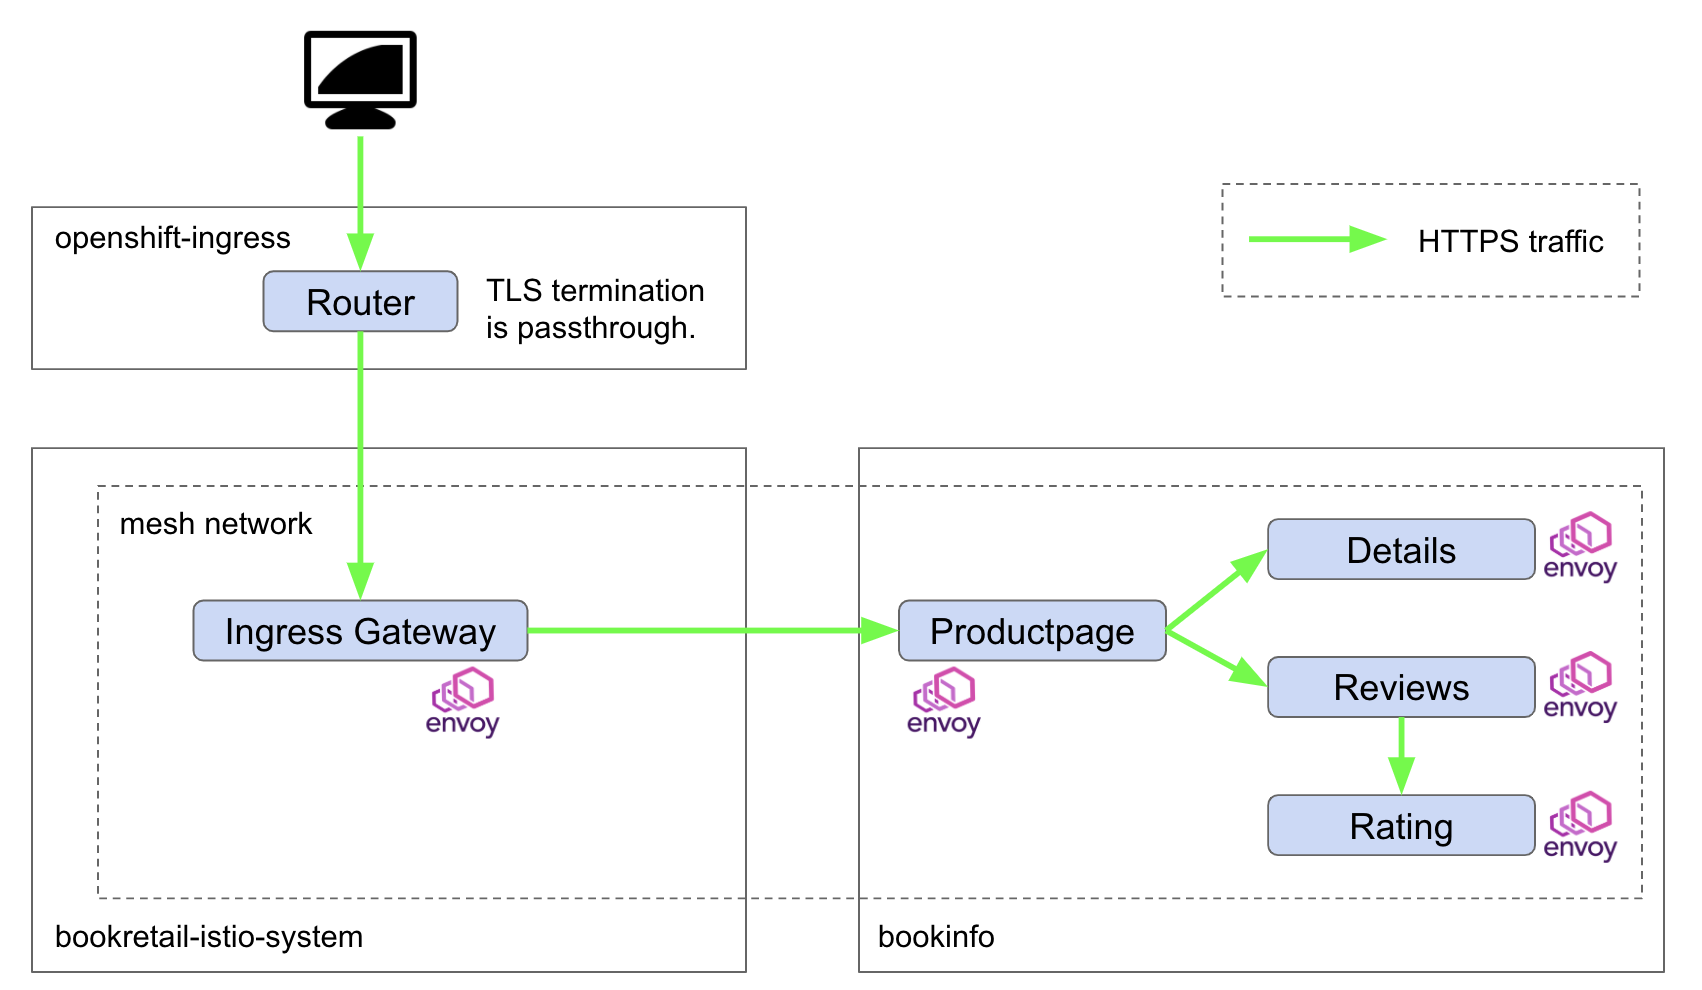 openshift-ingress
Router
TLS termination
is passthrough.
HTTPS traffic
mesh network
Ingress Gateway
envoy
bookretail-istio-system
Productpage
envoy
Details
envoy
Reviews
envoy
Rating
envoy
bookinfo